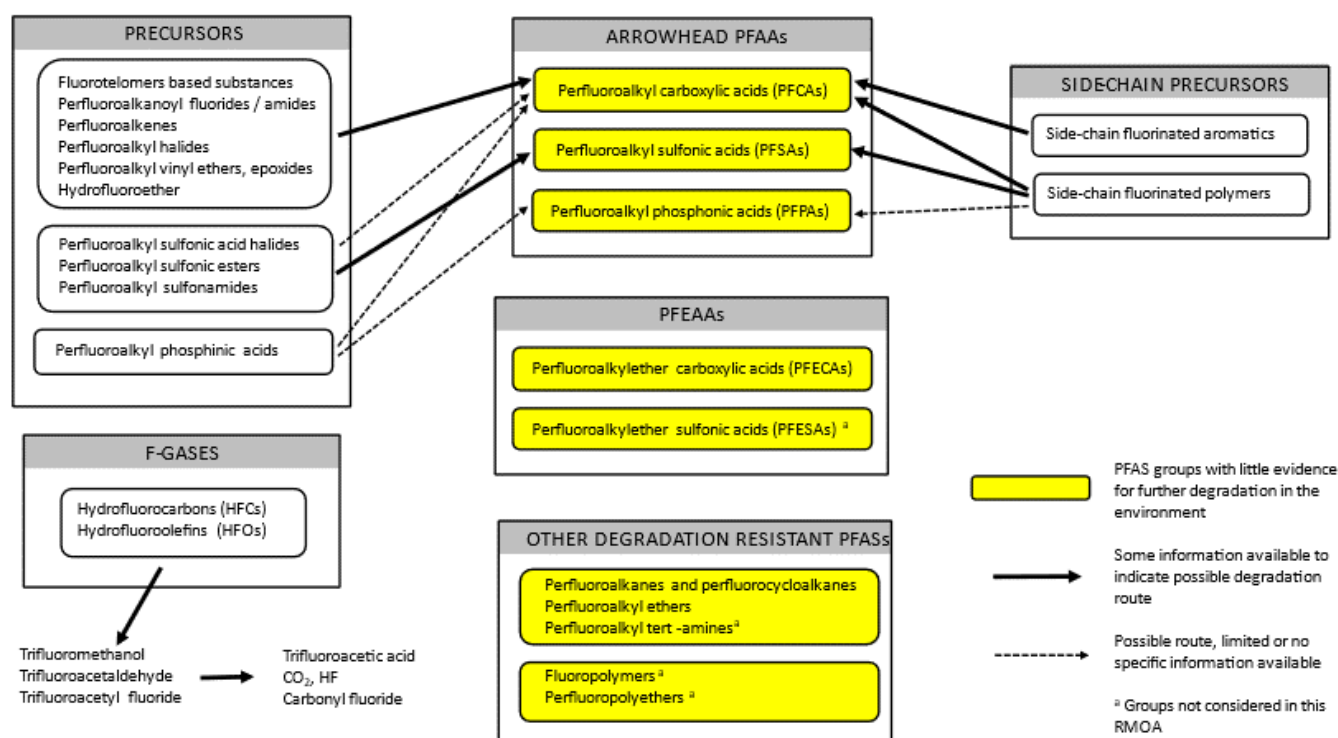 PRECURSORS
Fluorotelomers based substances
Perfluoroalkanoyl fluorides / amides
Perfluoroalkenes
Perfluoroalkyl halides
Perfluoroalkyl vinyl ethers, epoxides
Hydrofluoroether
Perfluoroalkyl sulfonic acid halides
Perfluoroalkyl sulfonic esters
Perfluoroalkyl sulfonamides
Perfluoroalkyl phosphinic acids
ARROWHEAD PFAAs
Perfluoroalkyl carboxylic acids (PFCAs)
Perfluoroalkyl sulfonic acids (PFSAs)
Perfluoroalkyl phosphonic acids (PFPAs)
SIDECHAIN PRECURSORS
Side-chain fluorinated aromatics
Side-chain fluorinated polymers
PFEAAs
Perfluoroalkylether carboxylic acids (PFECAs)
Perfluoroalkylether sulfonic acids (PFESAs) ᵃ
F-GASES
Hydrofluorocarbons (HFCs)
Hydrofluoroolefins (HFOs)
Trifluoromethanol
Trifluoroacetaldehyde
Trifluoroacetyl fluoride
Trifluoroacetic acid
CO₂, HF
Carbonyl fluoride
OTHER DEGRADATION RESISTANT PFASs
Perfluoroalkanes and perfluorocycloalkanes
Perfluoroalkyl ethers
Perfluoroalkyl tert -aminesᵃ
Fluoropolymers ᵃ
Perfluoropolyethers ᵃ
PFAS groups with little evidence
for further degradation in the
environment
Some information available to
indicate possible degradation
route
Possible route, limited or no
specific information available
ᵃ Groups not considered in this
RMOA